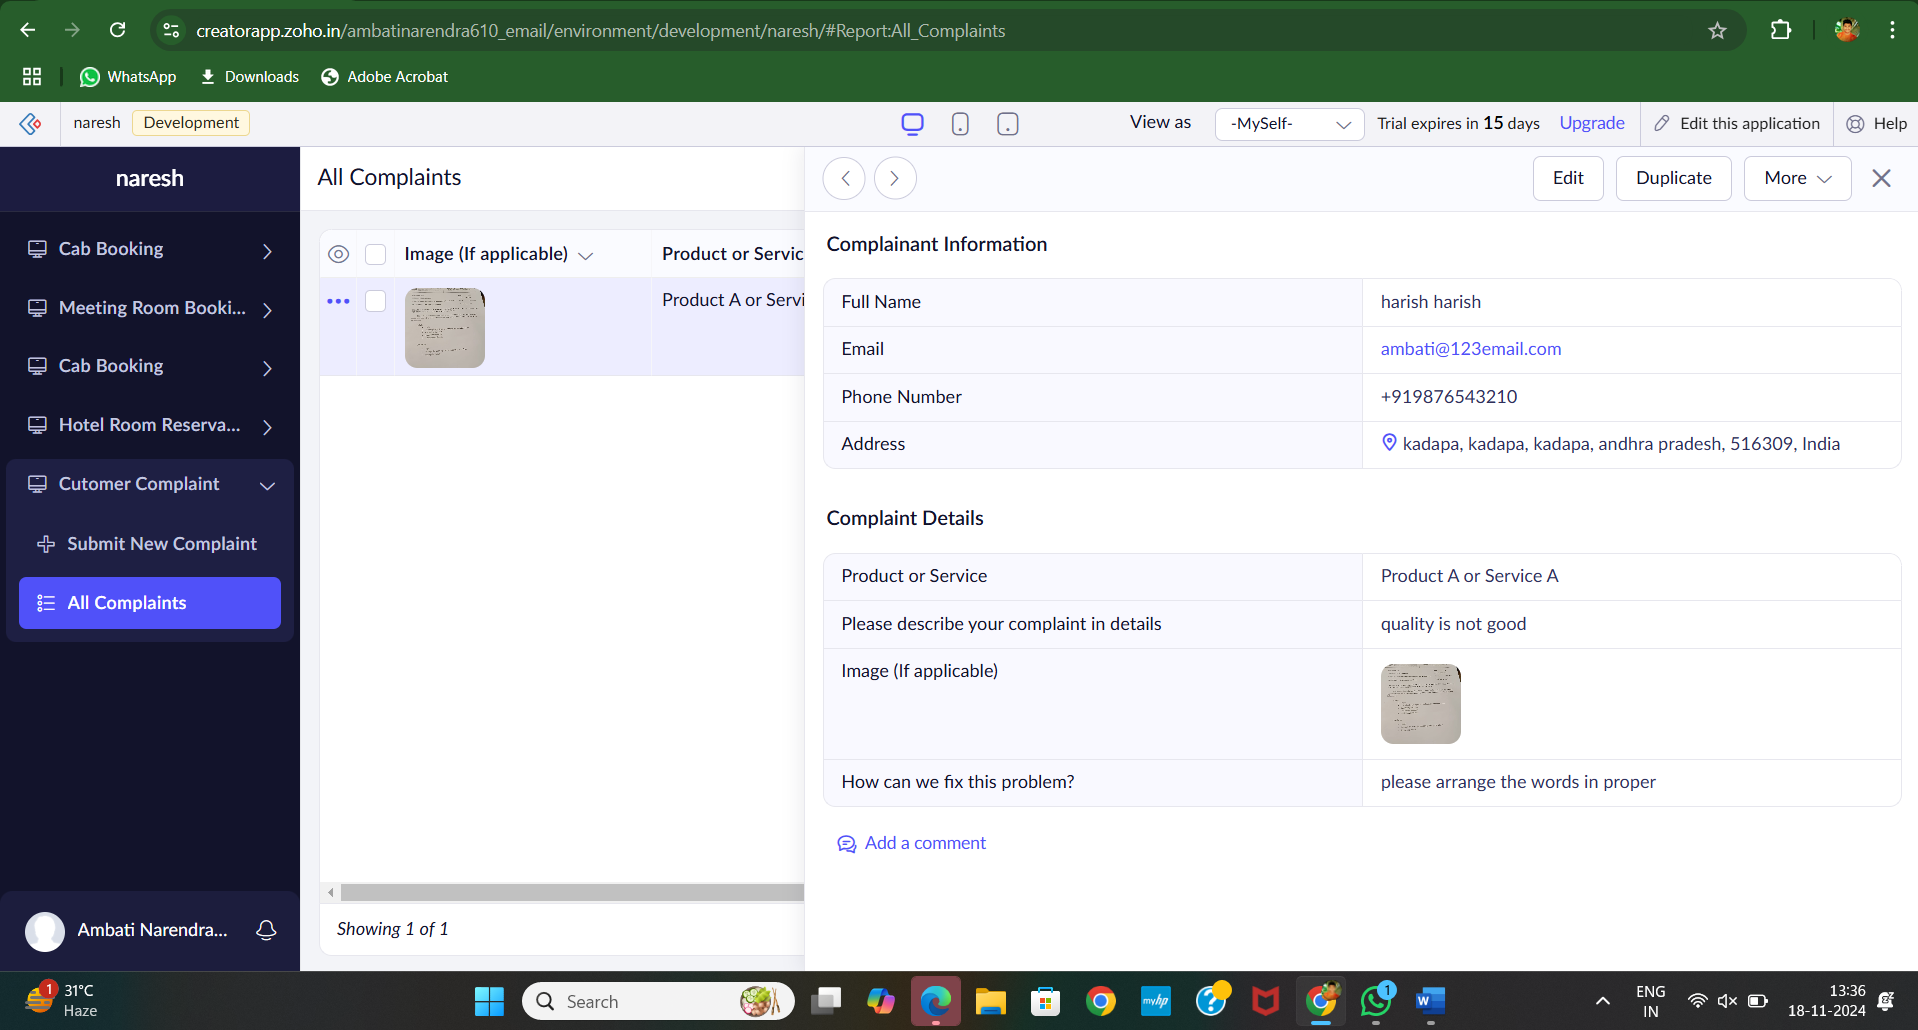 creatorapp.zoho.in/ambatinarendra610_email/environment/development/naresh/#Report:All_Complaints
WhatsApp Downloads Adobe Acrobat
naresh Development View as -MySelf- Trial expires in 15 days Upgrade Edit this application Help
naresh
Cab Booking
Meeting Room Booki...
Cab Booking
Hotel Room Reserva...
Cutomer Complaint
Submit New Complaint
All Complaints
Ambati Narendra...
All Complaints
Image (If applicable) Product or Servic
Product A or Servi
Showing 1 of 1
Edit Duplicate More
Complainant Information
Full Name harish harish
Email ambati@123email.com
Phone Number +919876543210
Address kadapa, kadapa, kadapa, andhra pradesh, 516309, India
Complaint Details
Product or Service Product A or Service A
Please describe your complaint in details quality is not good
Image (If applicable)
How can we fix this problem? please arrange the words in proper
Add a comment
1 31°C
Haze
Search
myhp
1
W
ENG
IN
13:36
18-11-2024